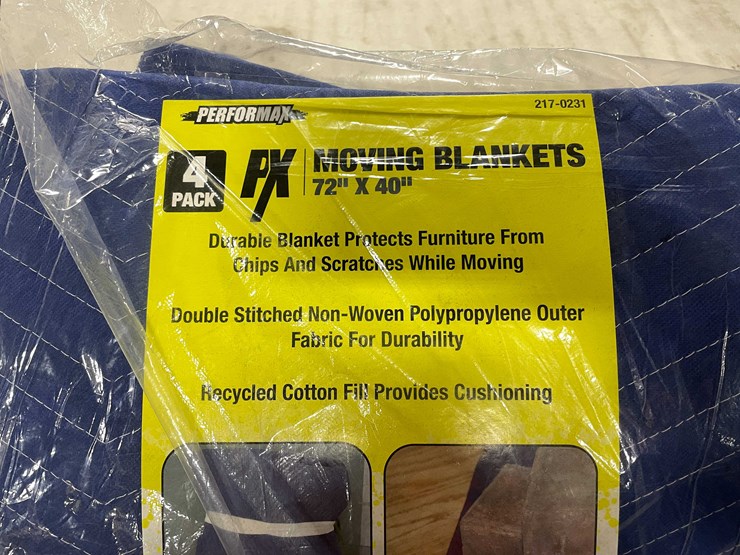 PERFORMAX
217-0231
4
PACK
PX
MOVING BLANKETS
72" X 40"
Durable Blanket Protects Furniture From
Chips And Scratches While Moving
Double Stitched Non-Woven Polypropylene Outer
Fabric For Durability
Recycled Cotton Fill Provides Cushioning